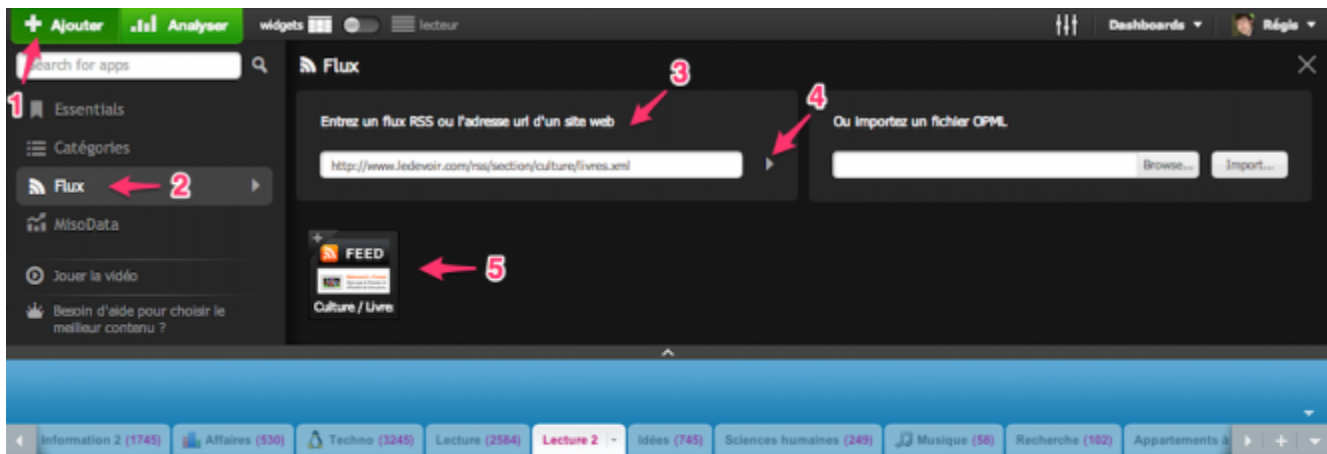 Ajouter Analyser widgets lecteur Dashboards Régis
Search for apps
Flux
1
2
3
4
5
Essentials
Catégories
Flux
MisoData
Jouer la vidéo
Besoin d'aide pour choisir le
meilleur contenu ?
Entrez un flux RSS ou l'adresse url d'un site web
http://www.ledevoir.com/rss/section/culture/livres.xml
Ou importez un fichier OPML
Browse... Import...
FEED
Culture / Livre
Information 2 (1745) Affaires (530) Techno (3245) Lecture (2584) Lecture 2 Idées (745) Sciences humaines (249) Musique (58) Recherche (102) Appartements à